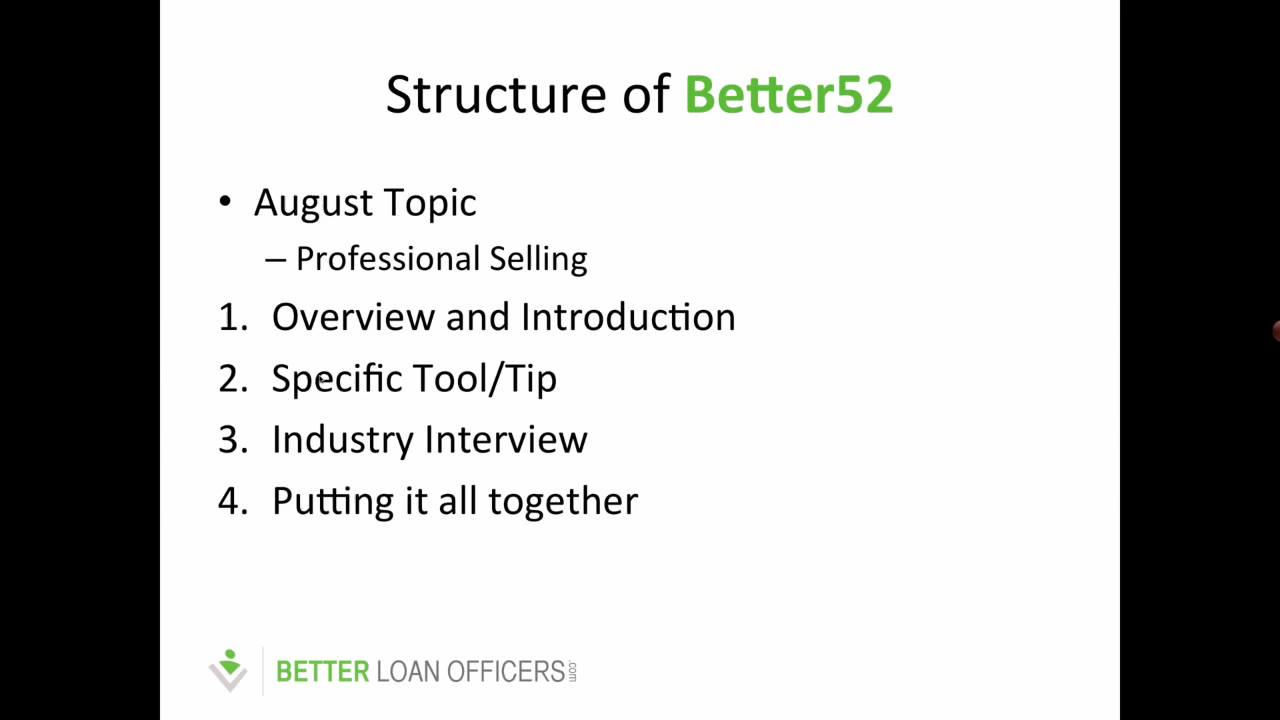 Structure of Better52
• August Topic
– Professional Selling
1. Overview and Introduction
2. Specific Tool/Tip
3. Industry Interview
4. Putting it all together
BETTER LOAN OFFICERS.com